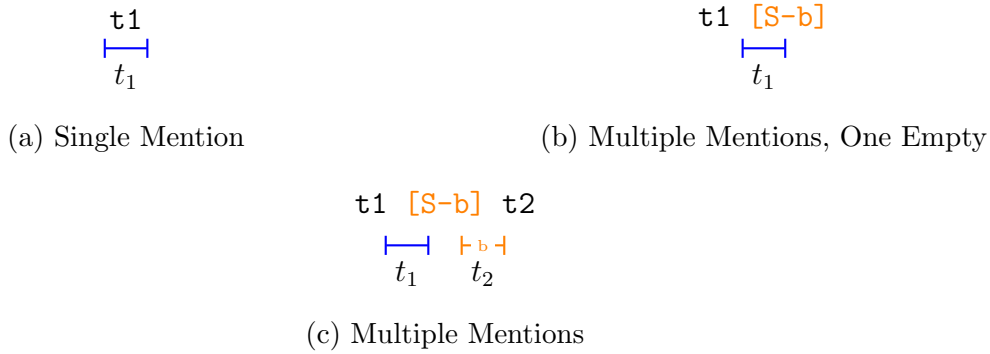 t1 [S-b]
t1
t₁
t₁
(a) Single Mention
(b) Multiple Mentions, One Empty
t1 [S-b] t2
b
t₁ t₂
(c) Multiple Mentions